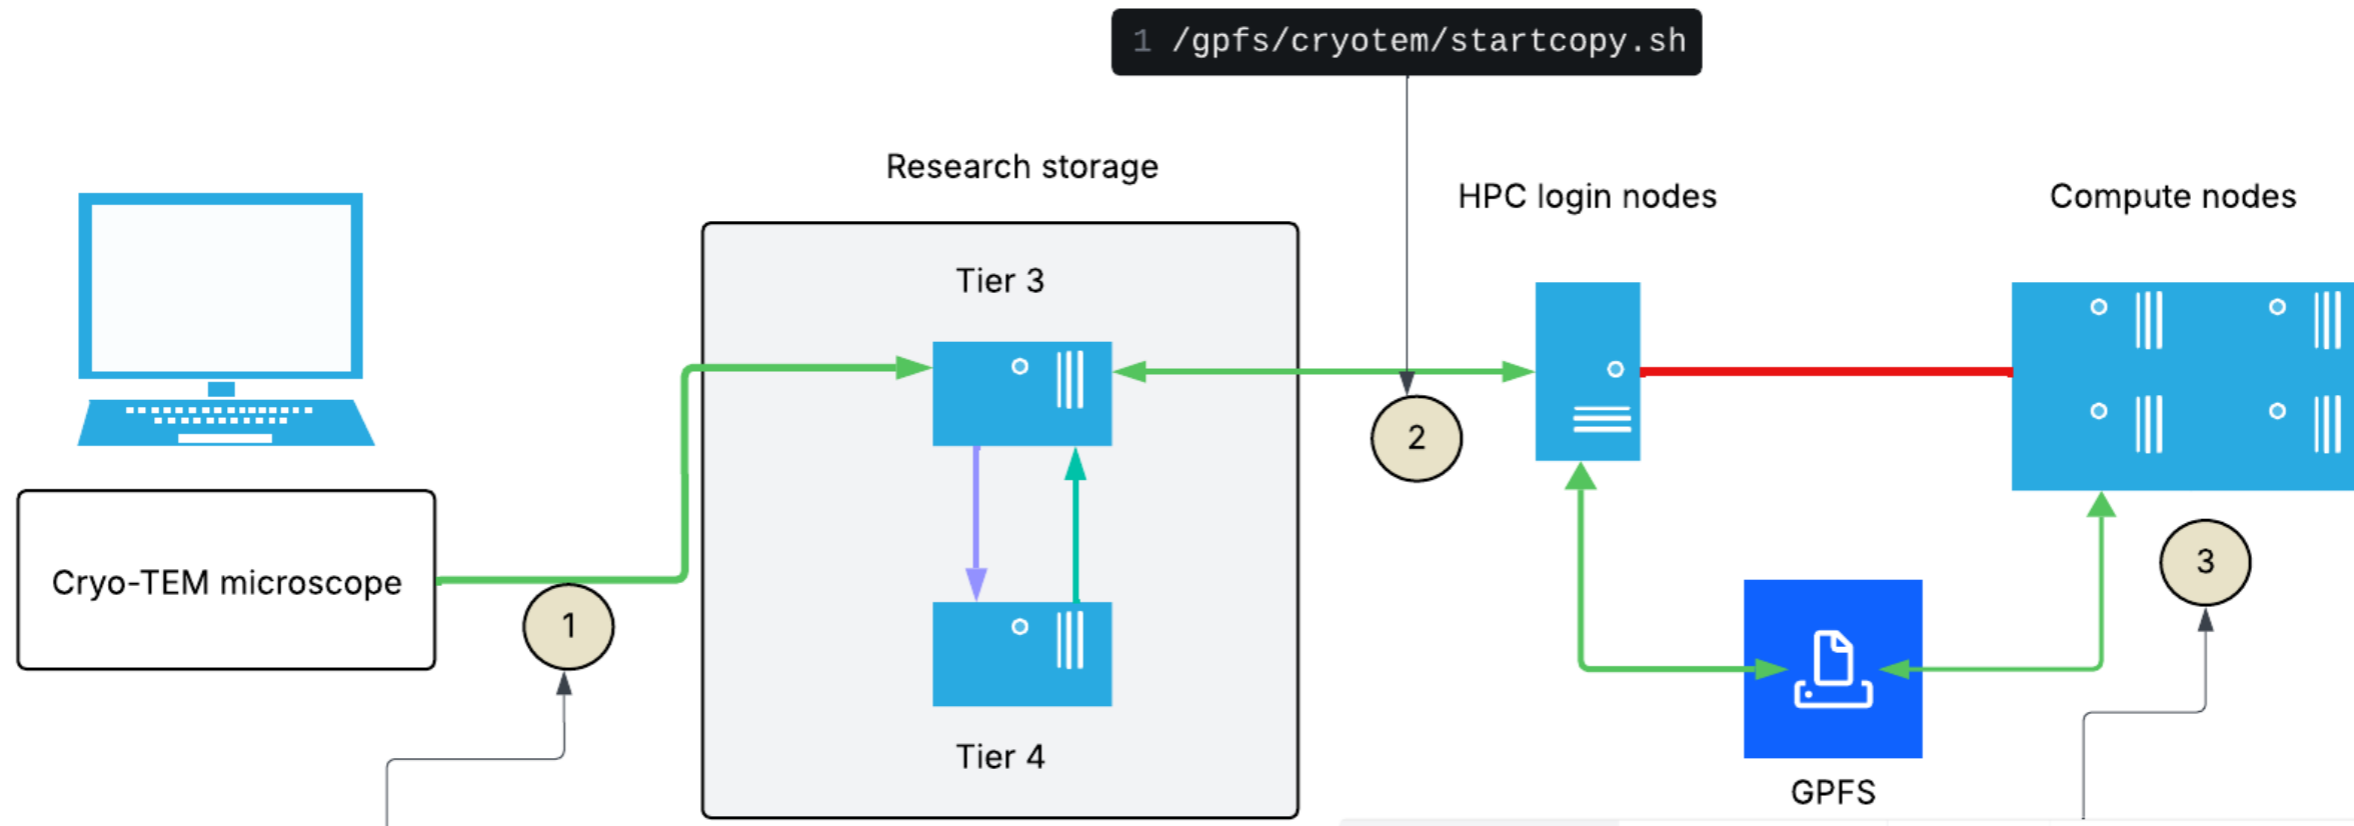 1 /gpfs/cryotem/startcopy.sh
Research storage
HPC login nodes
Compute nodes
Tier 3
2
3
Cryo-TEM microscope
1
Tier 4
GPFS